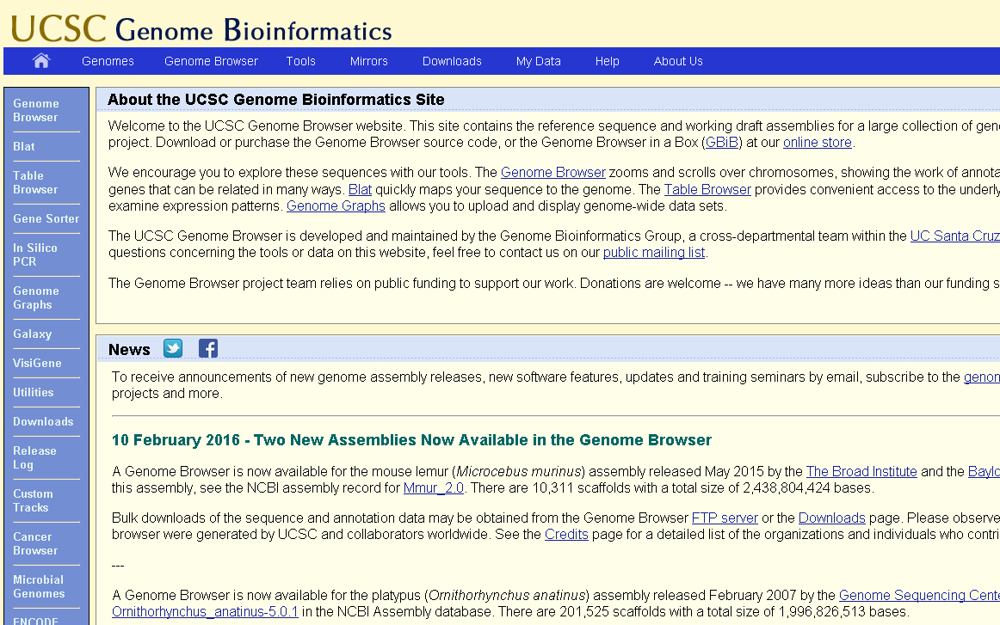 UCSC Genome Bioinformatics
Genomes Genome Browser Tools Mirrors Downloads My Data Help About Us
Genome
Browser
Blat
Table
Browser
Gene Sorter
In Silico
PCR
Genome
Graphs
Galaxy
VisiGene
Utilities
Downloads
Release
Log
Custom
Tracks
Cancer
Browser
Microbial
Genomes
ENCODE
About the UCSC Genome Bioinformatics Site
Welcome to the UCSC Genome Browser website. This site contains the reference sequence and working draft assemblies for a large collection of
project. Download or purchase the Genome Browser source code, or the Genome Browser in a Box (GBiB) at our online store.
We encourage you to explore these sequences with our tools. The Genome Browser zooms and scrolls over chromosomes, showing the work of
genes that can be related in many ways. Blat quickly maps your sequence to the genome. The Table Browser provides convenient access to the
examine expression patterns. Genome Graphs allows you to upload and display genome-wide data sets.
The UCSC Genome Browser is developed and maintained by the Genome Bioinformatics Group, a cross-departmental team within the UC Santa Cruz
questions concerning the tools or data on this website, feel free to contact us on our public mailing list.
The Genome Browser project team relies on public funding to support our work. Donations are welcome -- we have many more ideas than our funding
News
To receive announcements of new genome assembly releases, new software features, updates and training seminars by email, subscribe to the
projects and more.
10 February 2016 - Two New Assemblies Now Available in the Genome Browser
A Genome Browser is now available for the mouse lemur (Microcebus murinus) assembly released May 2015 by the The Broad Institute and the
this assembly, see the NCBI assembly record for Mmur_2.0. There are 10,311 scaffolds with a total size of 2,438,804,424 bases.
Bulk downloads of the sequence and annotation data may be obtained from the Genome Browser FTP server or the Downloads page. Please observe
browser were generated by UCSC and collaborators worldwide. See the Credits page for a detailed list of the organizations and individuals who
---
A Genome Browser is now available for the platypus (Ornithorhynchus anatinus) assembly released February 2007 by the Genome Sequencing
Ornithorhynchus_anatinus-5.0.1 in the NCBI Assembly database. There are 201,525 scaffolds with a total size of 1,996,826,513 bases.